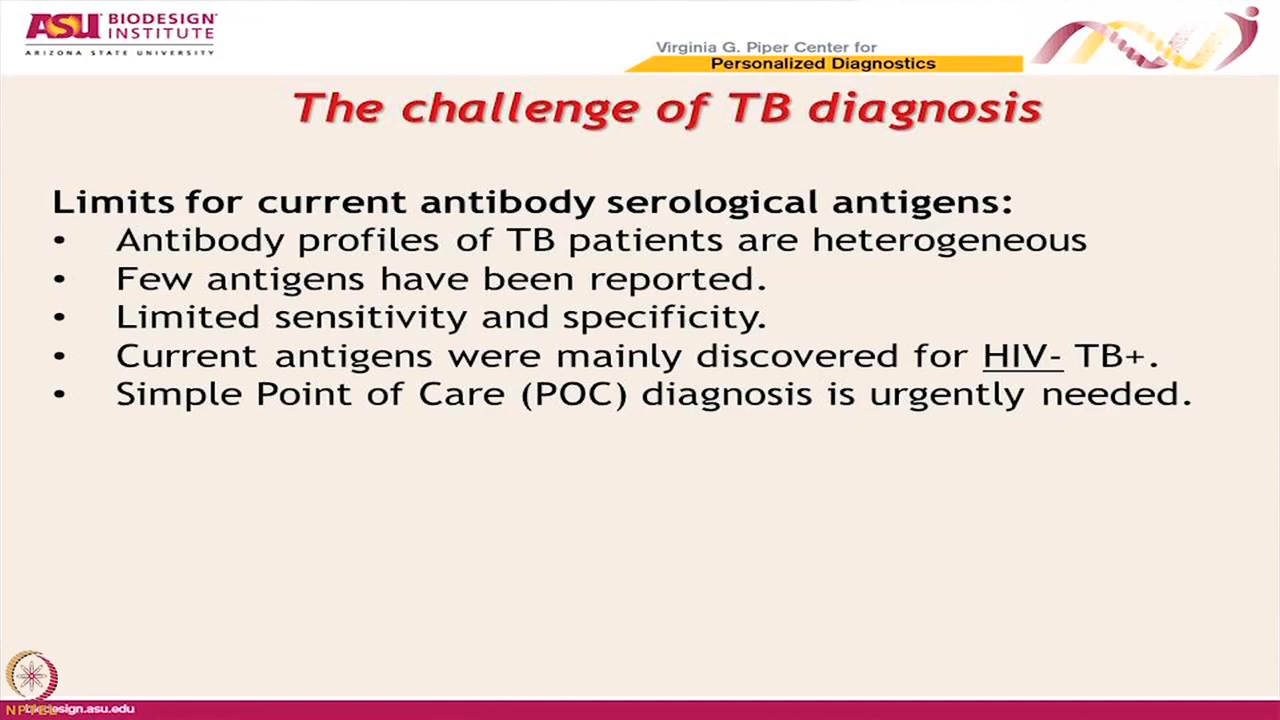 ASU BIODESIGN
INSTITUTE
ARIZONA STATE UNIVERSITY
Virginia G. Piper Center for
Personalized Diagnostics
The challenge of TB diagnosis
Limits for current antibody serological antigens:
• Antibody profiles of TB patients are heterogeneous
• Few antigens have been reported.
• Limited sensitivity and specificity.
• Current antigens were mainly discovered for HIV- TB+.
• Simple Point of Care (POC) diagnosis is urgently needed.
NPTEL
design.asu.edu